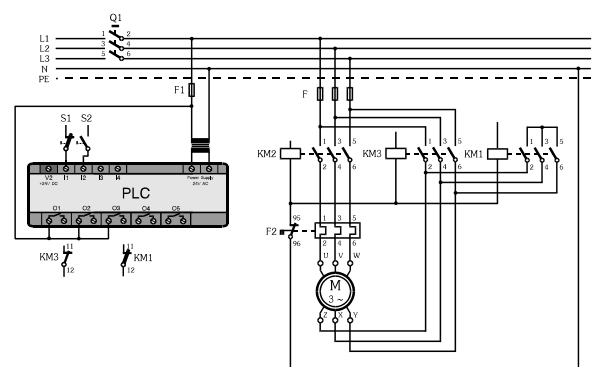 Q1
L1 1 2
L2 3 4
L3 5 6
N
PE
F1 F
S1 S2
1 3 5 1 3 5 1 3 5
KM2 KM3 KM1
2 4 6 2 4 6 2 4 6
V2 I1 I2 I3 I4 Power Supply
+24V DC 24V AC
PLC
O1 O2 O3 O4 O5
95 1 3 5
F2
96 2 4 6
11 11
KM3 KM1
12 12
U V W
M
3 ~
Z X Y